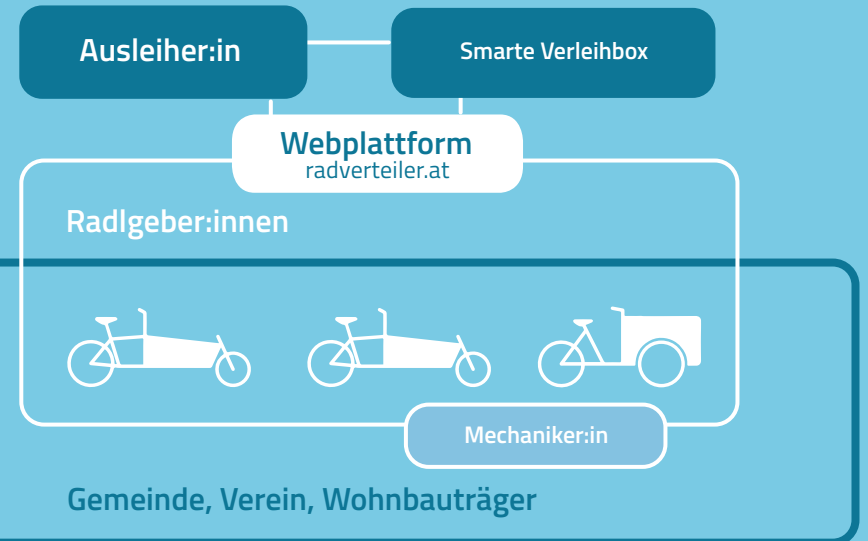 Ausleiher:in
Smarte Verleihbox
Webplattform
radverteiler.at
Radlgeber:innen
Mechaniker:in
Gemeinde, Verein, Wohnbauträger